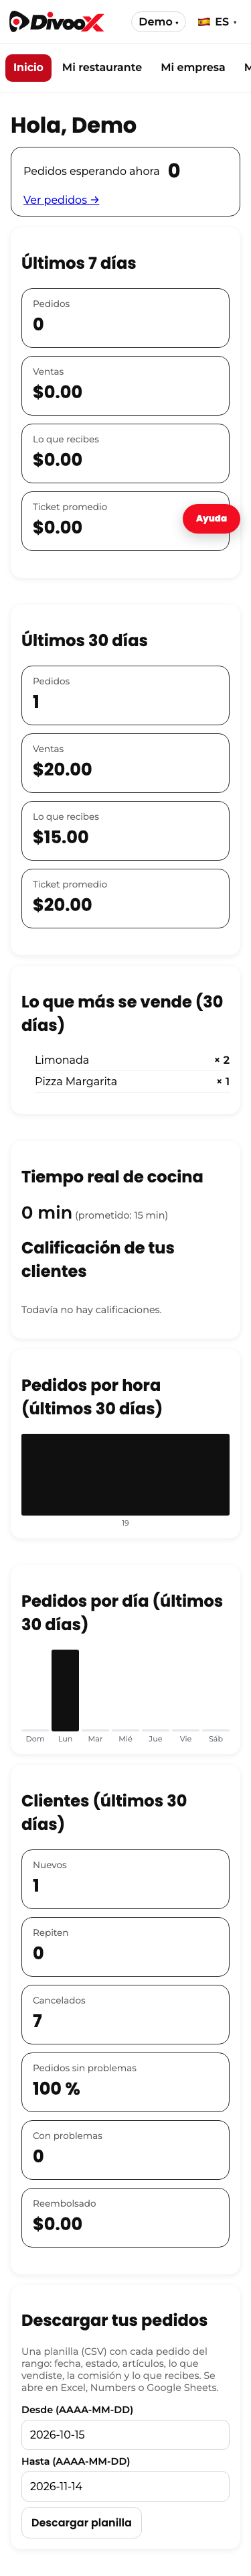 DivooX
Demo ▾
🇪🇸 ES ▾
Inicio
Mi restaurante
Mi empresa
M
Hola, Demo
Pedidos esperando ahora 0
Ver pedidos →
Últimos 7 días
Pedidos
0
Ventas
$0.00
Lo que recibes
$0.00
Ticket promedio
$0.00
Ayuda
Últimos 30 días
Pedidos
1
Ventas
$20.00
Lo que recibes
$15.00
Ticket promedio
$20.00
Lo que más se vende (30
días)
Limonada × 2
Pizza Margarita × 1
Tiempo real de cocina
0 min (prometido: 15 min)
Calificación de tus
clientes
Todavía no hay calificaciones.
Pedidos por hora
(últimos 30 días)
19
Pedidos por día (últimos
30 días)
Dom Lun Mar Mié Jue Vie Sáb
Clientes (últimos 30
días)
Nuevos
1
Repiten
0
Cancelados
7
Pedidos sin problemas
100 %
Con problemas
0
Reembolsado
$0.00
Descargar tus pedidos
Una planilla (CSV) con cada pedido del
rango: fecha, estado, artículos, lo que
vendiste, la comisión y lo que recibes. Se
abre en Excel, Numbers o Google Sheets.
Desde (AAAA-MM-DD)
2026-10-15
Hasta (AAAA-MM-DD)
2026-11-14
Descargar planilla